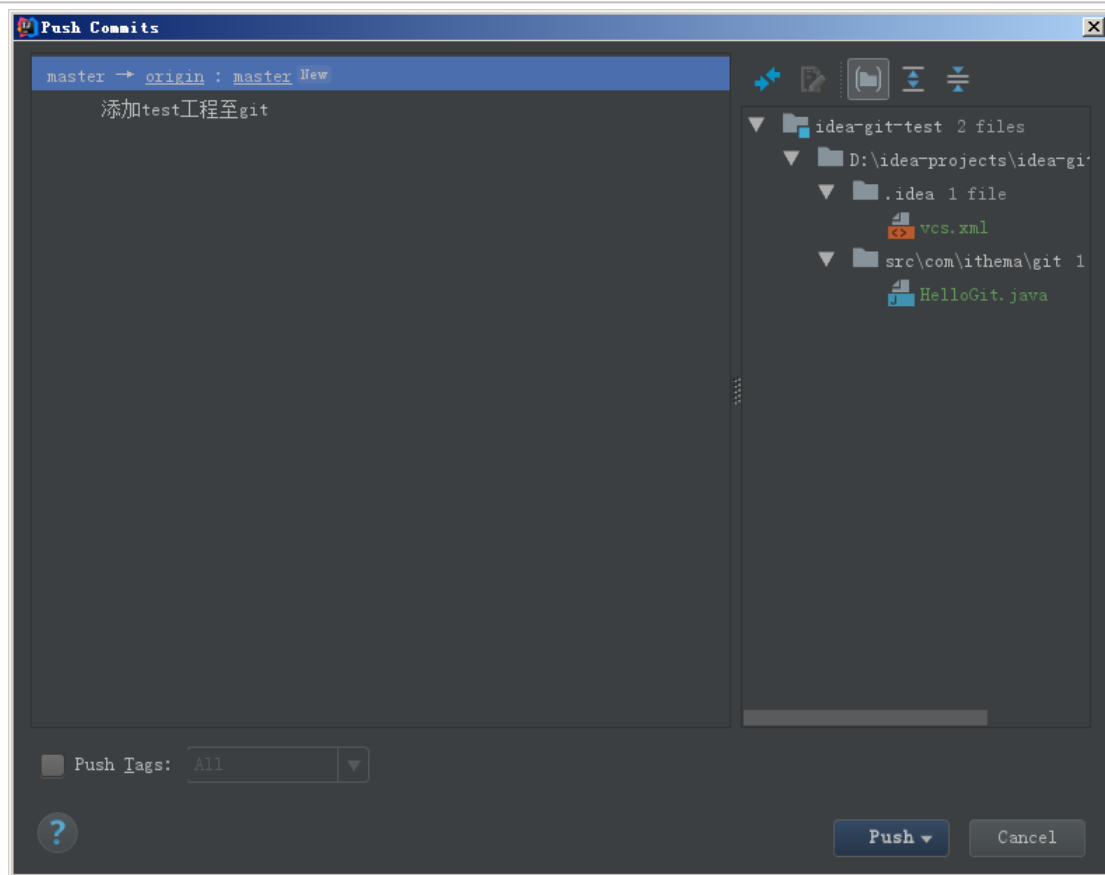 Push Commits
master → origin : master New
添加test工程至git
idea-git-test 2 files
D:\idea-projects\idea-gi
.idea 1 file
vcs.xml
src\com\ithema\git 1
HelloGit.java
Push Tags: All
?
Push
Cancel